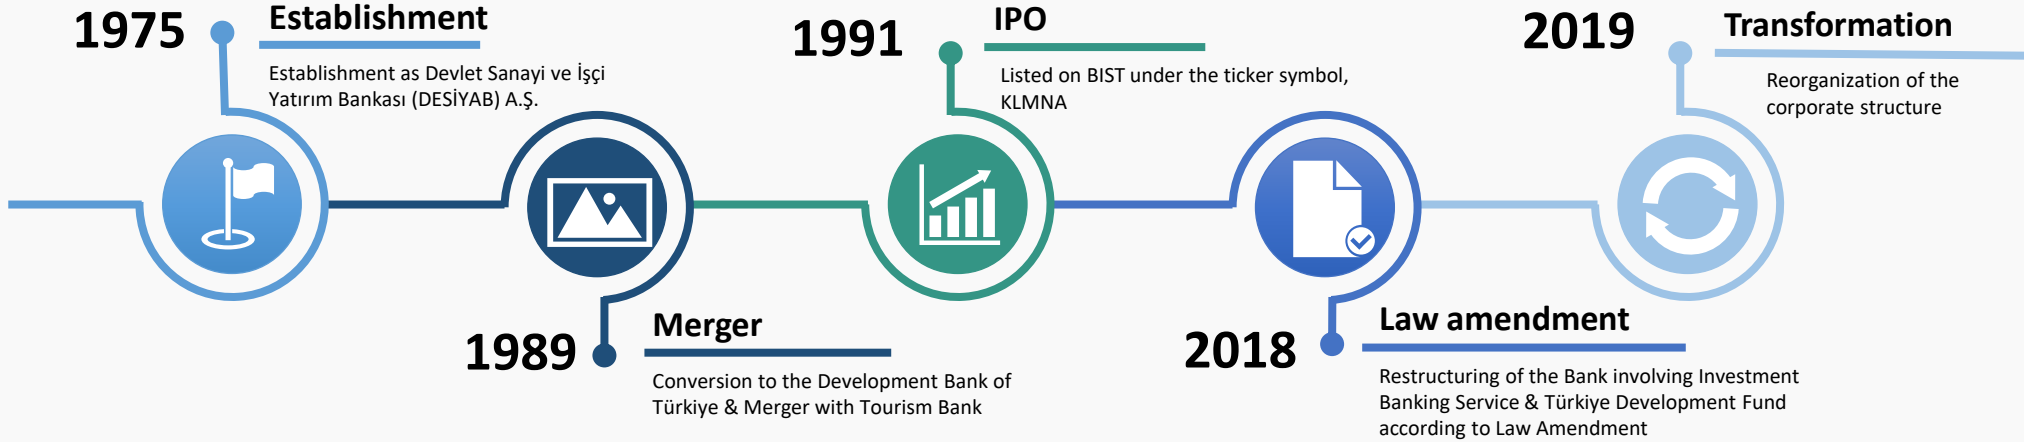 1975
Establishment
Establishment as Devlet Sanayi ve İşçi
Yatırım Bankası (DESİYAB) A.Ş.
1989
Merger
Conversion to the Development Bank of
Türkiye & Merger with Tourism Bank
1991
IPO
Listed on BIST under the ticker symbol,
KLMNA
2018
Law amendment
Restructuring of the Bank involving Investment
Banking Service & Türkiye Development Fund
according to Law Amendment
2019
Transformation
Reorganization of the
corporate structure